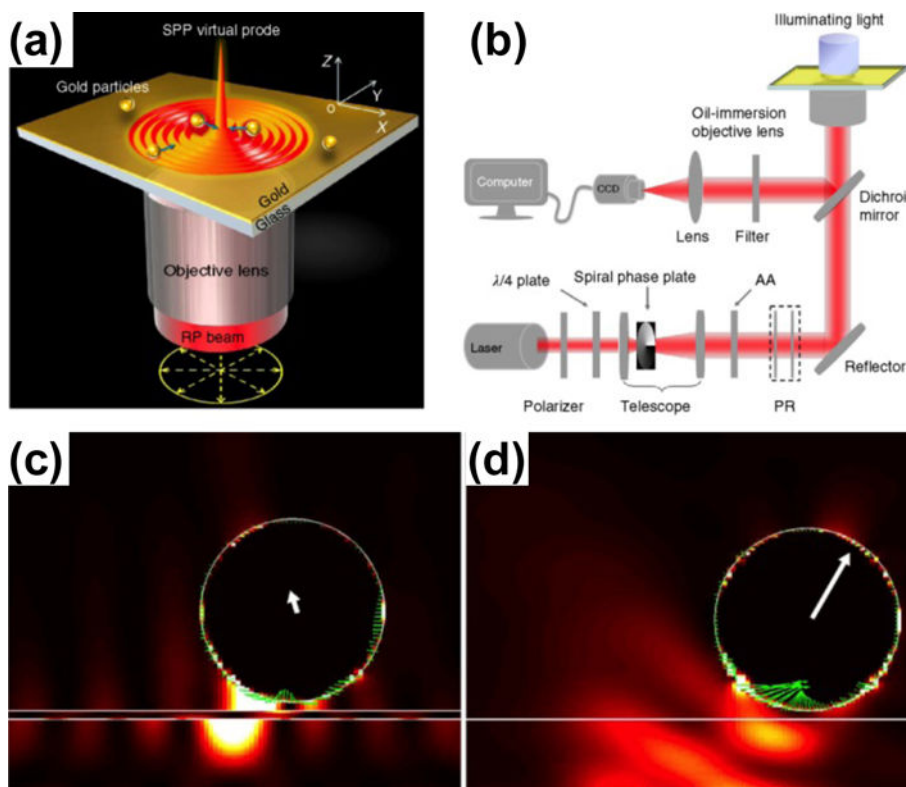 (a)
SPP virtual prode
Gold particles
Z
Y
O
X
Gold
Glass
Objective lens
RP beam
(b)
Illuminating light
Oil-immersion
objective lens
Computer
CCD
Lens
Filter
Dichroi
mirror
λ/4 plate
Spiral phase plate
AA
Laser
Polarizer
Telescope
PR
Reflector
(c)
(d)